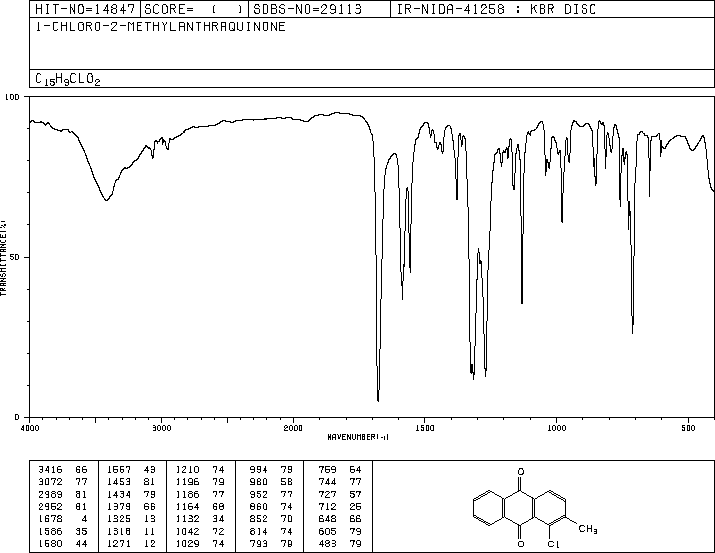 HIT-NO=14847 SCORE= ( ) SDBS-NO=29113 IR-NIDA-41258 : KBR DISC
1-CHLORO-2-METHYLANTHRAQUINONE
C15H9CLO2
100
50
0
TRANSMITTANCE(%)
4000 3000 2000 1500 1000 500
WAVENUMBER(-1)
3416 66 1557 43 1210 74 994 79 759 64
3072 77 1453 81 1196 79 980 58 744 77
2989 81 1434 79 1186 77 952 77 727 57
2952 81 1379 66 1164 68 860 74 712 25
1678 4 1325 13 1132 34 852 70 648 66
1586 35 1318 11 1042 72 814 74 605 79
1580 44 1271 12 1029 74 793 79 483 79
O
CH3
O Cl